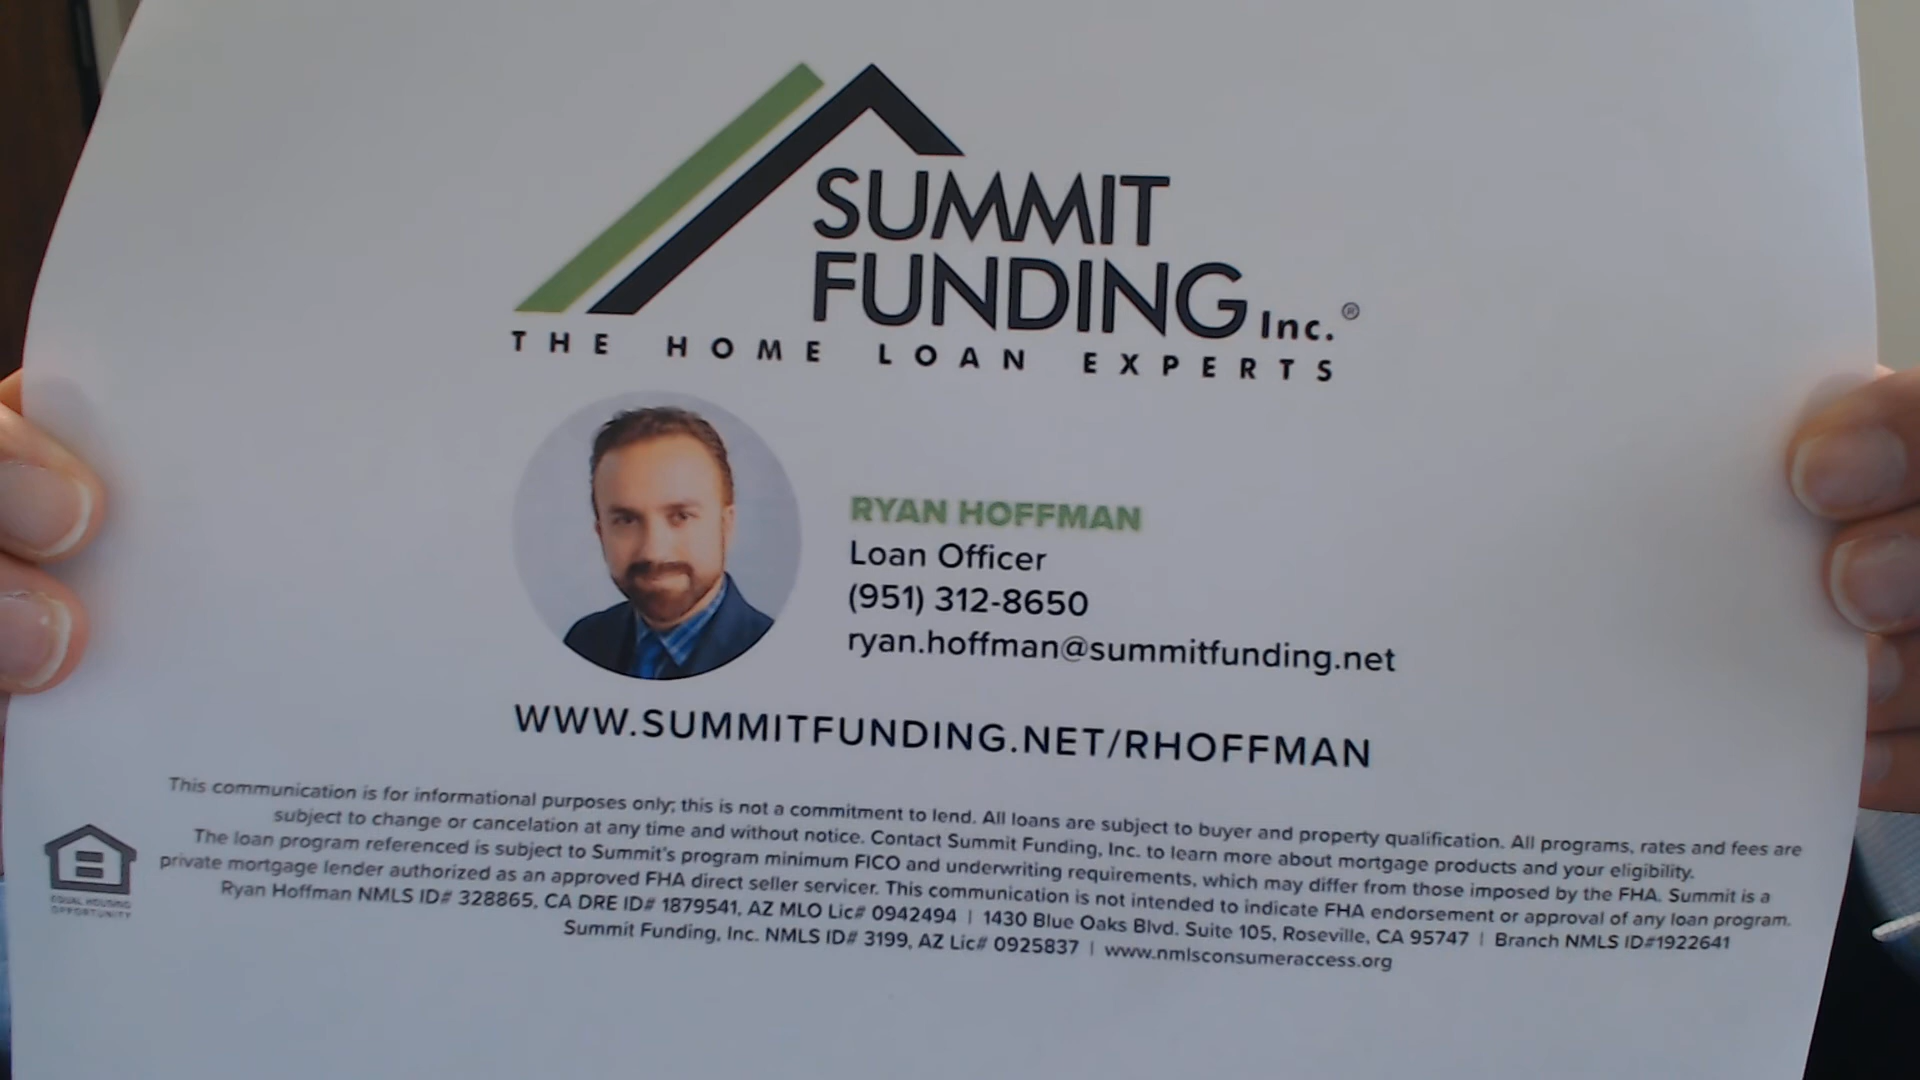 SUMMIT
FUNDING Inc.®
THE HOME LOAN EXPERTS
RYAN HOFFMAN
Loan Officer
(951) 312-8650
ryan.hoffman@summitfunding.net
WWW.SUMMITFUNDING.NET/RHOFFMAN
This communication is for informational purposes only; this is not a commitment to lend. All loans are subject to buyer and property qualification. All programs, rates and fees are
subject to change or cancelation at any time and without notice. Contact Summit Funding, Inc. to learn more about mortgage products and your eligibility.
The loan program referenced is subject to Summit's program minimum FICO and underwriting requirements, which may differ from those imposed by the FHA. Summit is a
private mortgage lender authorized as an approved FHA direct seller servicer. This communication is not intended to indicate FHA endorsement or approval of any loan program.
Ryan Hoffman NMLS ID# 328865, CA DRE ID# 1879541, AZ MLO Lic# 0942494 | 1430 Blue Oaks Blvd. Suite 105, Roseville, CA 95747 | Branch NMLS ID#1922641
Summit Funding, Inc. NMLS ID# 3199, AZ Lic# 0925837 | www.nmlsconsumeraccess.org
EQUAL HOUSING
OPPORTUNITY